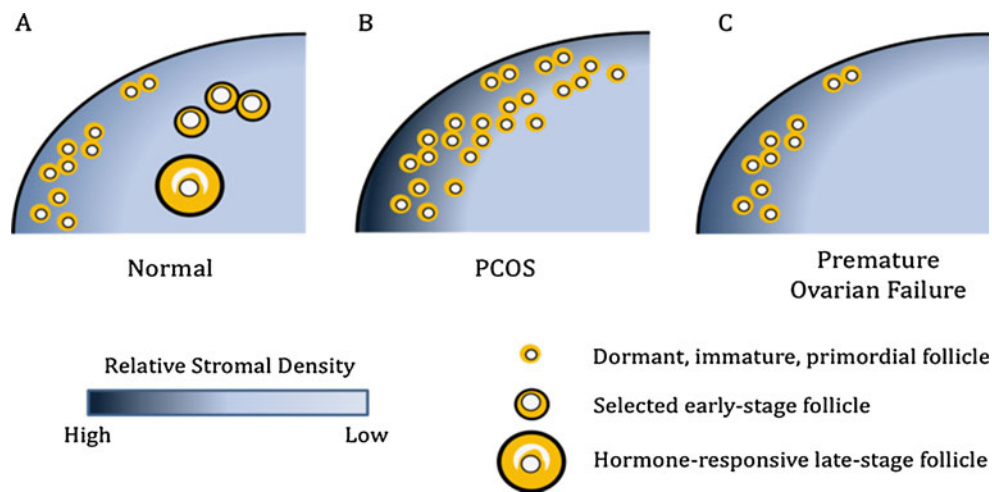 A
B
C
Normal
PCOS
Premature
Ovarian Failure
Relative Stromal Density
High
Low
Dormant, immature, primordial follicle
Selected early-stage follicle
Hormone-responsive late-stage follicle